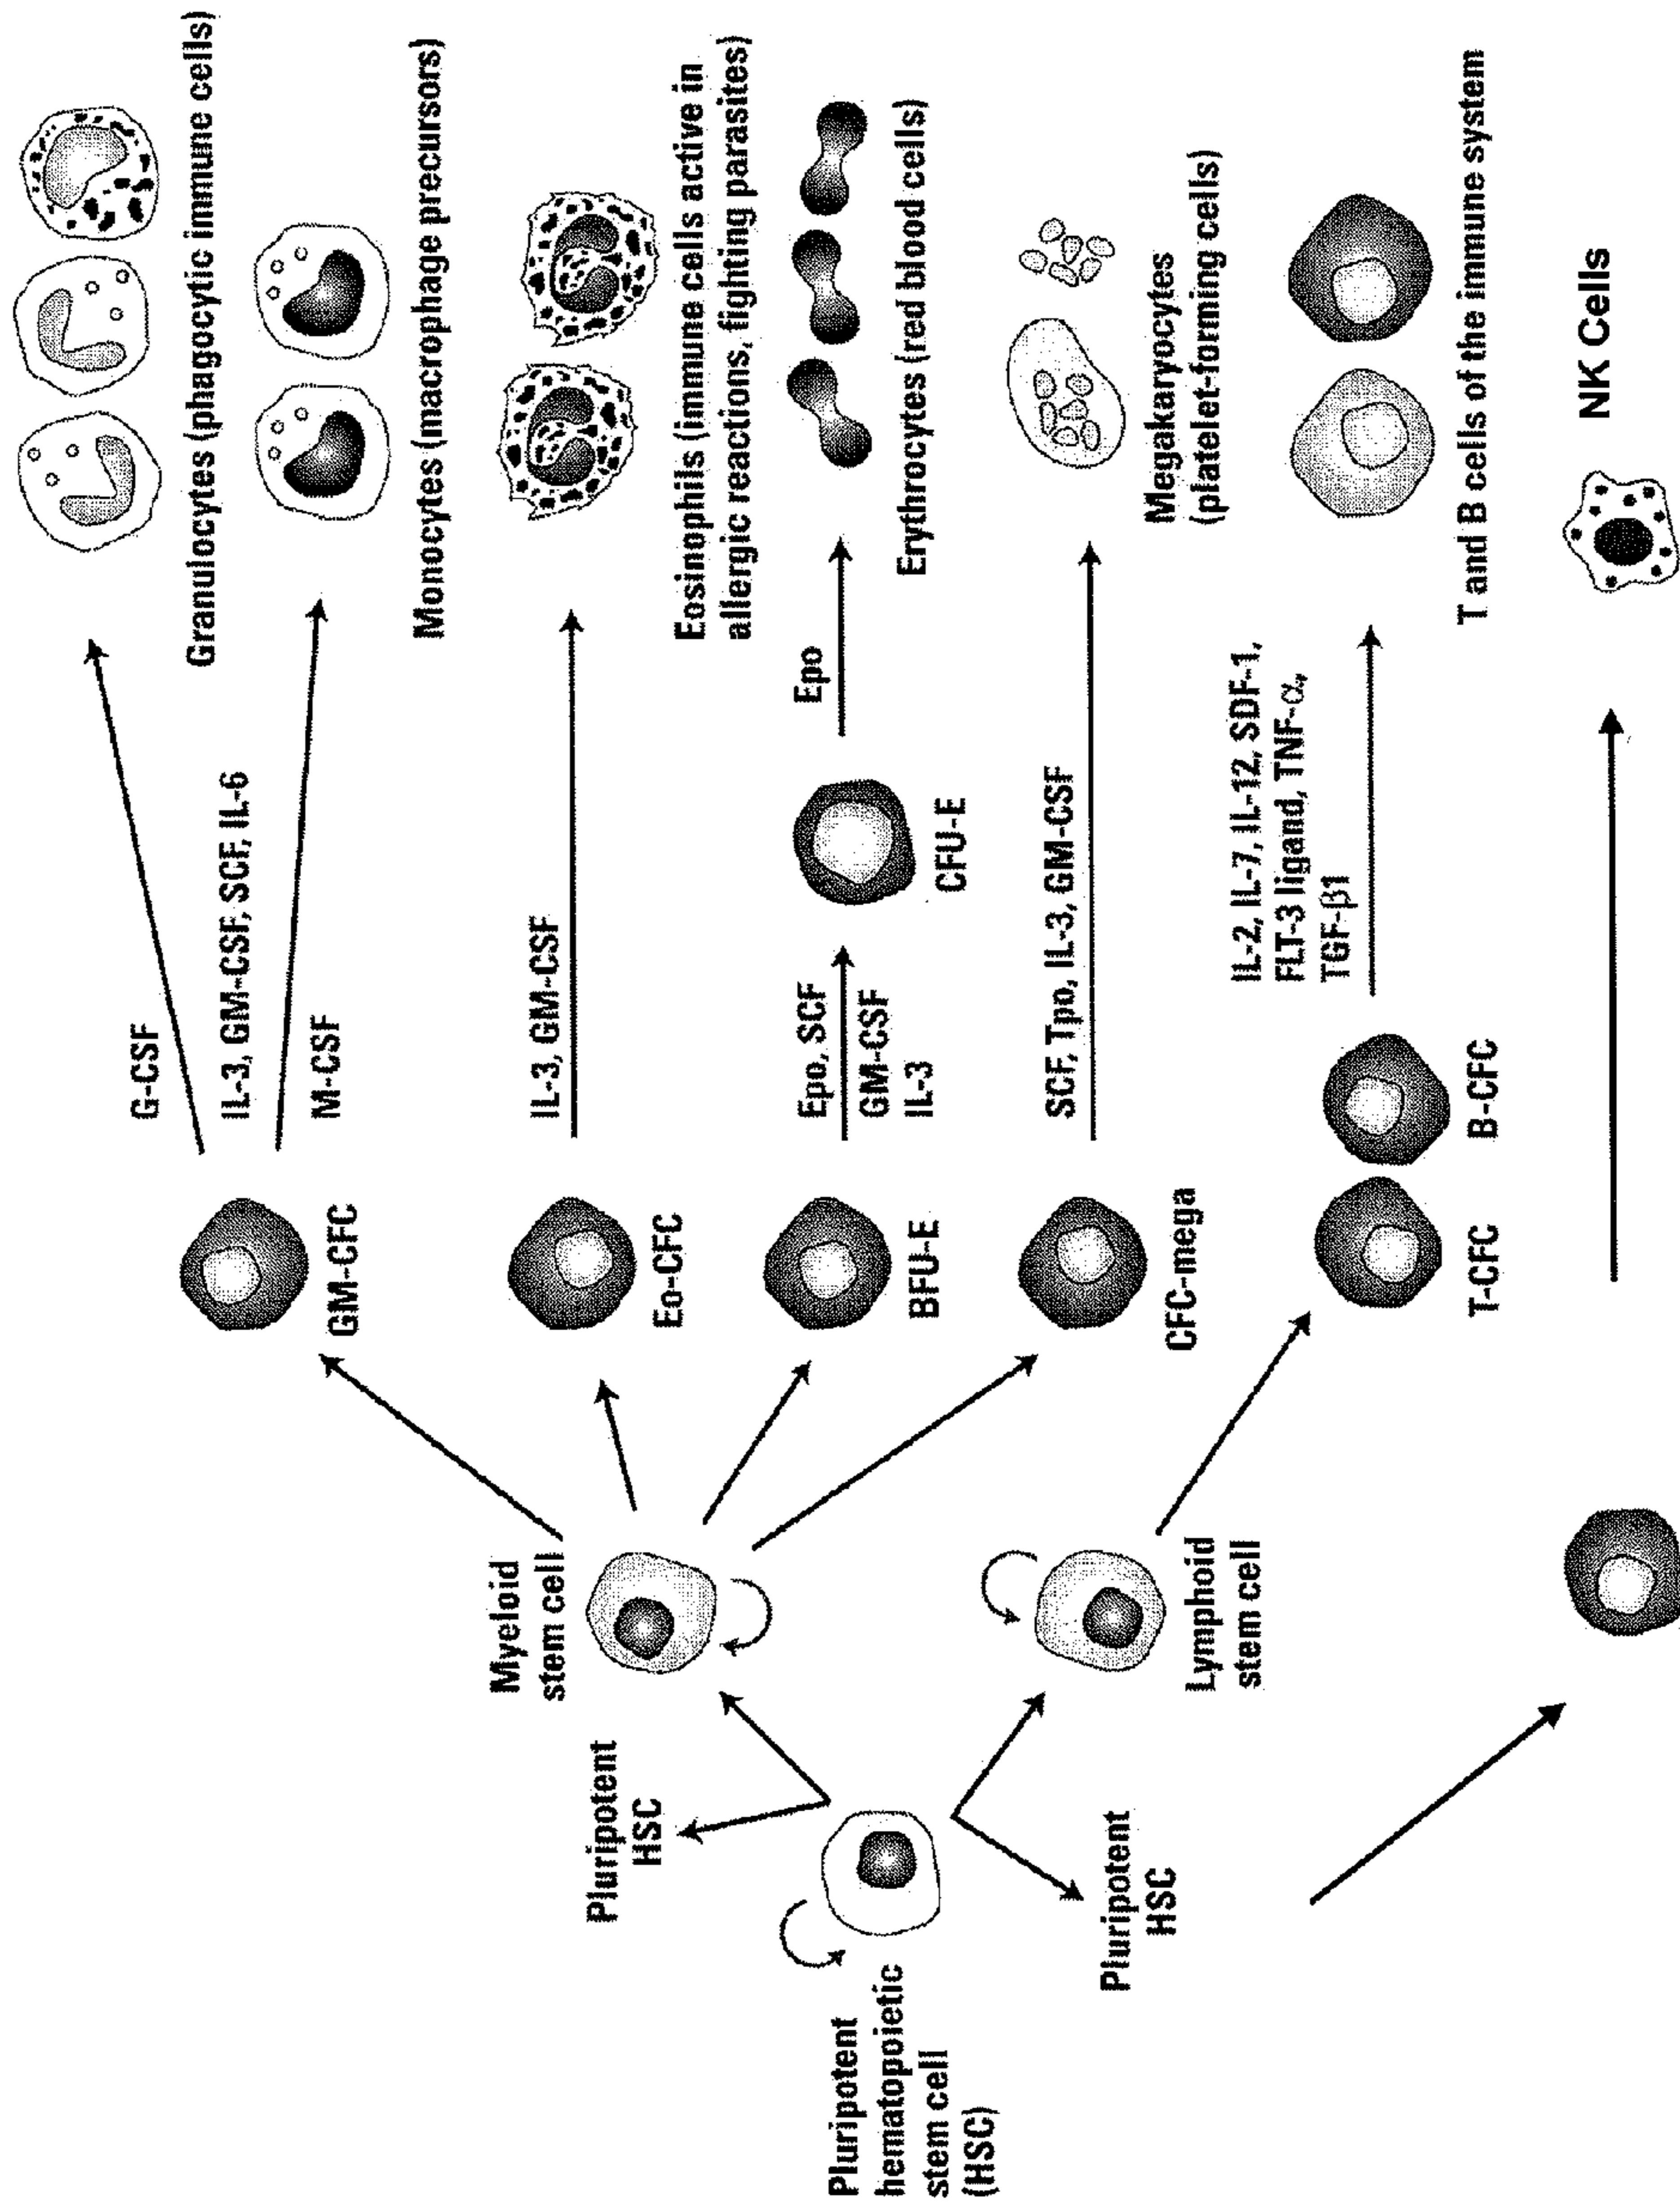 Pluripotent
hematopoietic
stem cell
(HSC)
Pluripotent
HSC
Pluripotent
HSC
Myeloid
stem cell
Lymphoid
stem cell
GM-CFC
Eo-CFC
BFU-E
CFC-mega
T-CFC
B-CFC
G-CSF
IL-3, GM-CSF, SCF, IL-6
M-CSF
IL-3, GM-CSF
Epo, SCF
GM-CSF
IL-3
CFU-E
Epo
SCF, Tpo, IL-3, GM-CSF
IL-2, IL-7, IL-12, SDF-1,
FLT-3 ligand, TNF-α,
TGF-β1
Granulocytes (phagocytic immune cells)
Monocytes (macrophage precursors)
Eosinophils (immune cells active in
allergic reactions, fighting parasites)
Erythrocytes (red blood cells)
Megakaryocytes
(platelet-forming cells)
T and B cells of the immune system
NK Cells